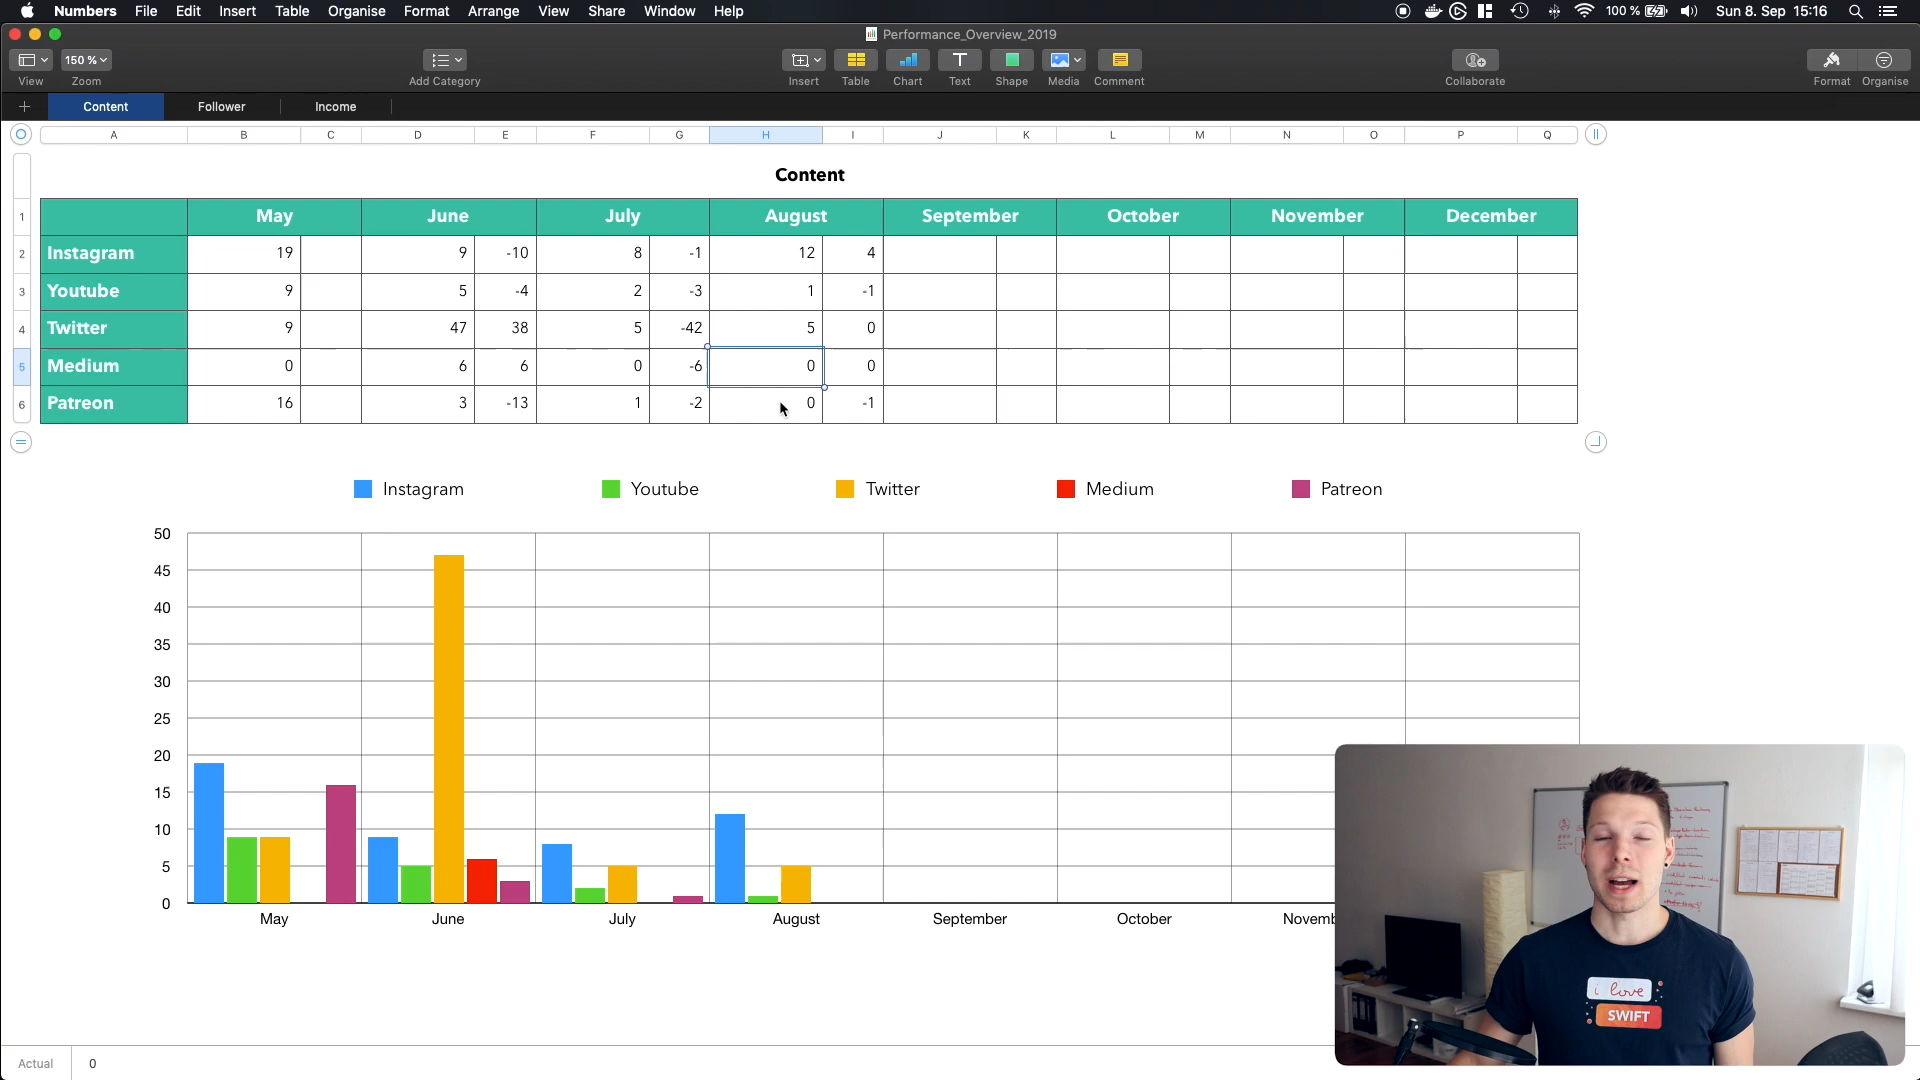 Numbers File Edit Insert Table Organise Format Arrange View Share Window Help 100 % Sun 8. Sep 15:16
Performance_Overview_2019
150 %
View Zoom Add Category Insert Table Chart Text Shape Media Comment Collaborate Format Organise
Content Follower Income
A B C D E F G H I J K L M N O P Q
Content
1 May June July August September October November December
2 Instagram 19 9 -10 8 -1 12 4
3 Youtube 9 5 -4 2 -3 1 -1
4 Twitter 9 47 38 5 -42 5 0
5 Medium 0 6 6 0 -6 0 0
6 Patreon 16 3 -13 1 -2 0 -1
Instagram Youtube Twitter Medium Patreon
50
45
40
35
30
25
20
15
10
5
0
May June July August September October Novemb
i love
SWIFT
Actual 0